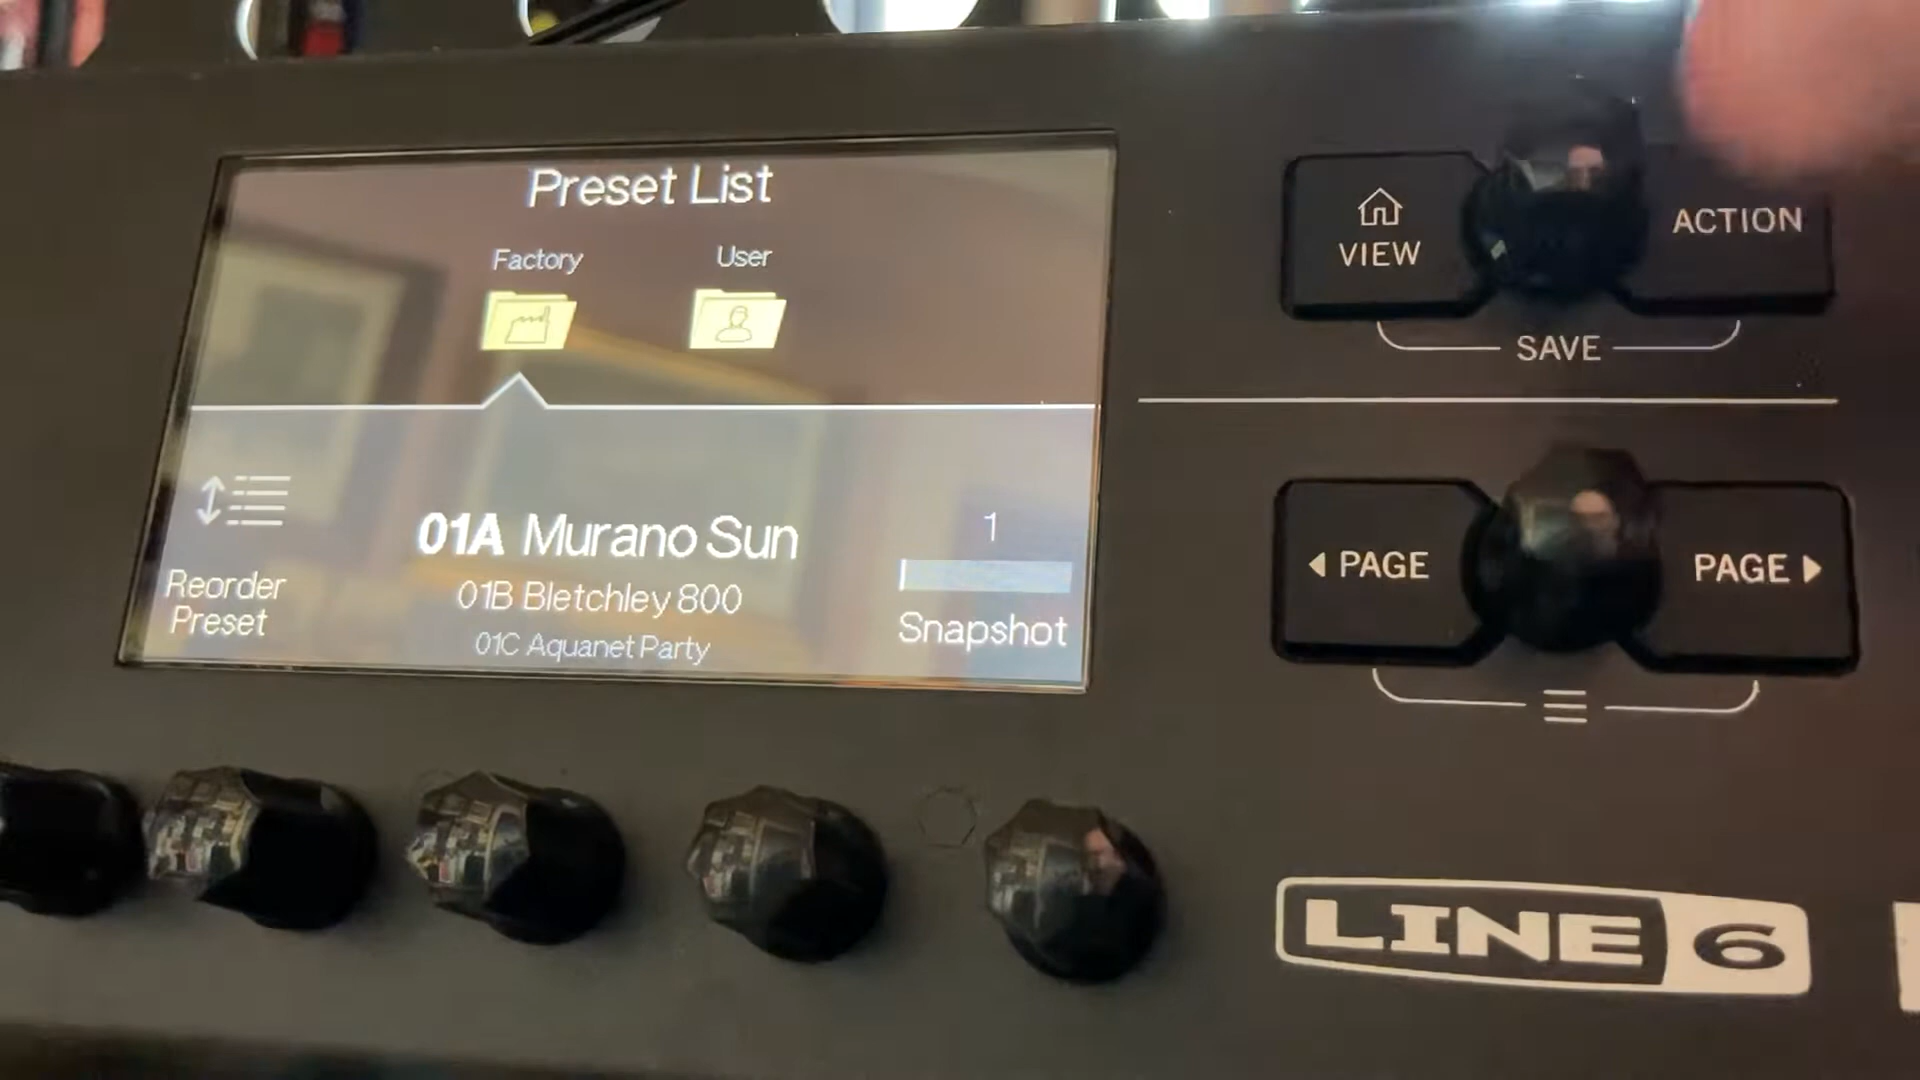 Preset List
Factory
User
Reorder
Preset
01A Murano Sun
01B Bletchley 800
01C Aquanet Party
1
Snapshot
VIEW
ACTION
SAVE
PAGE
PAGE
LINE 6